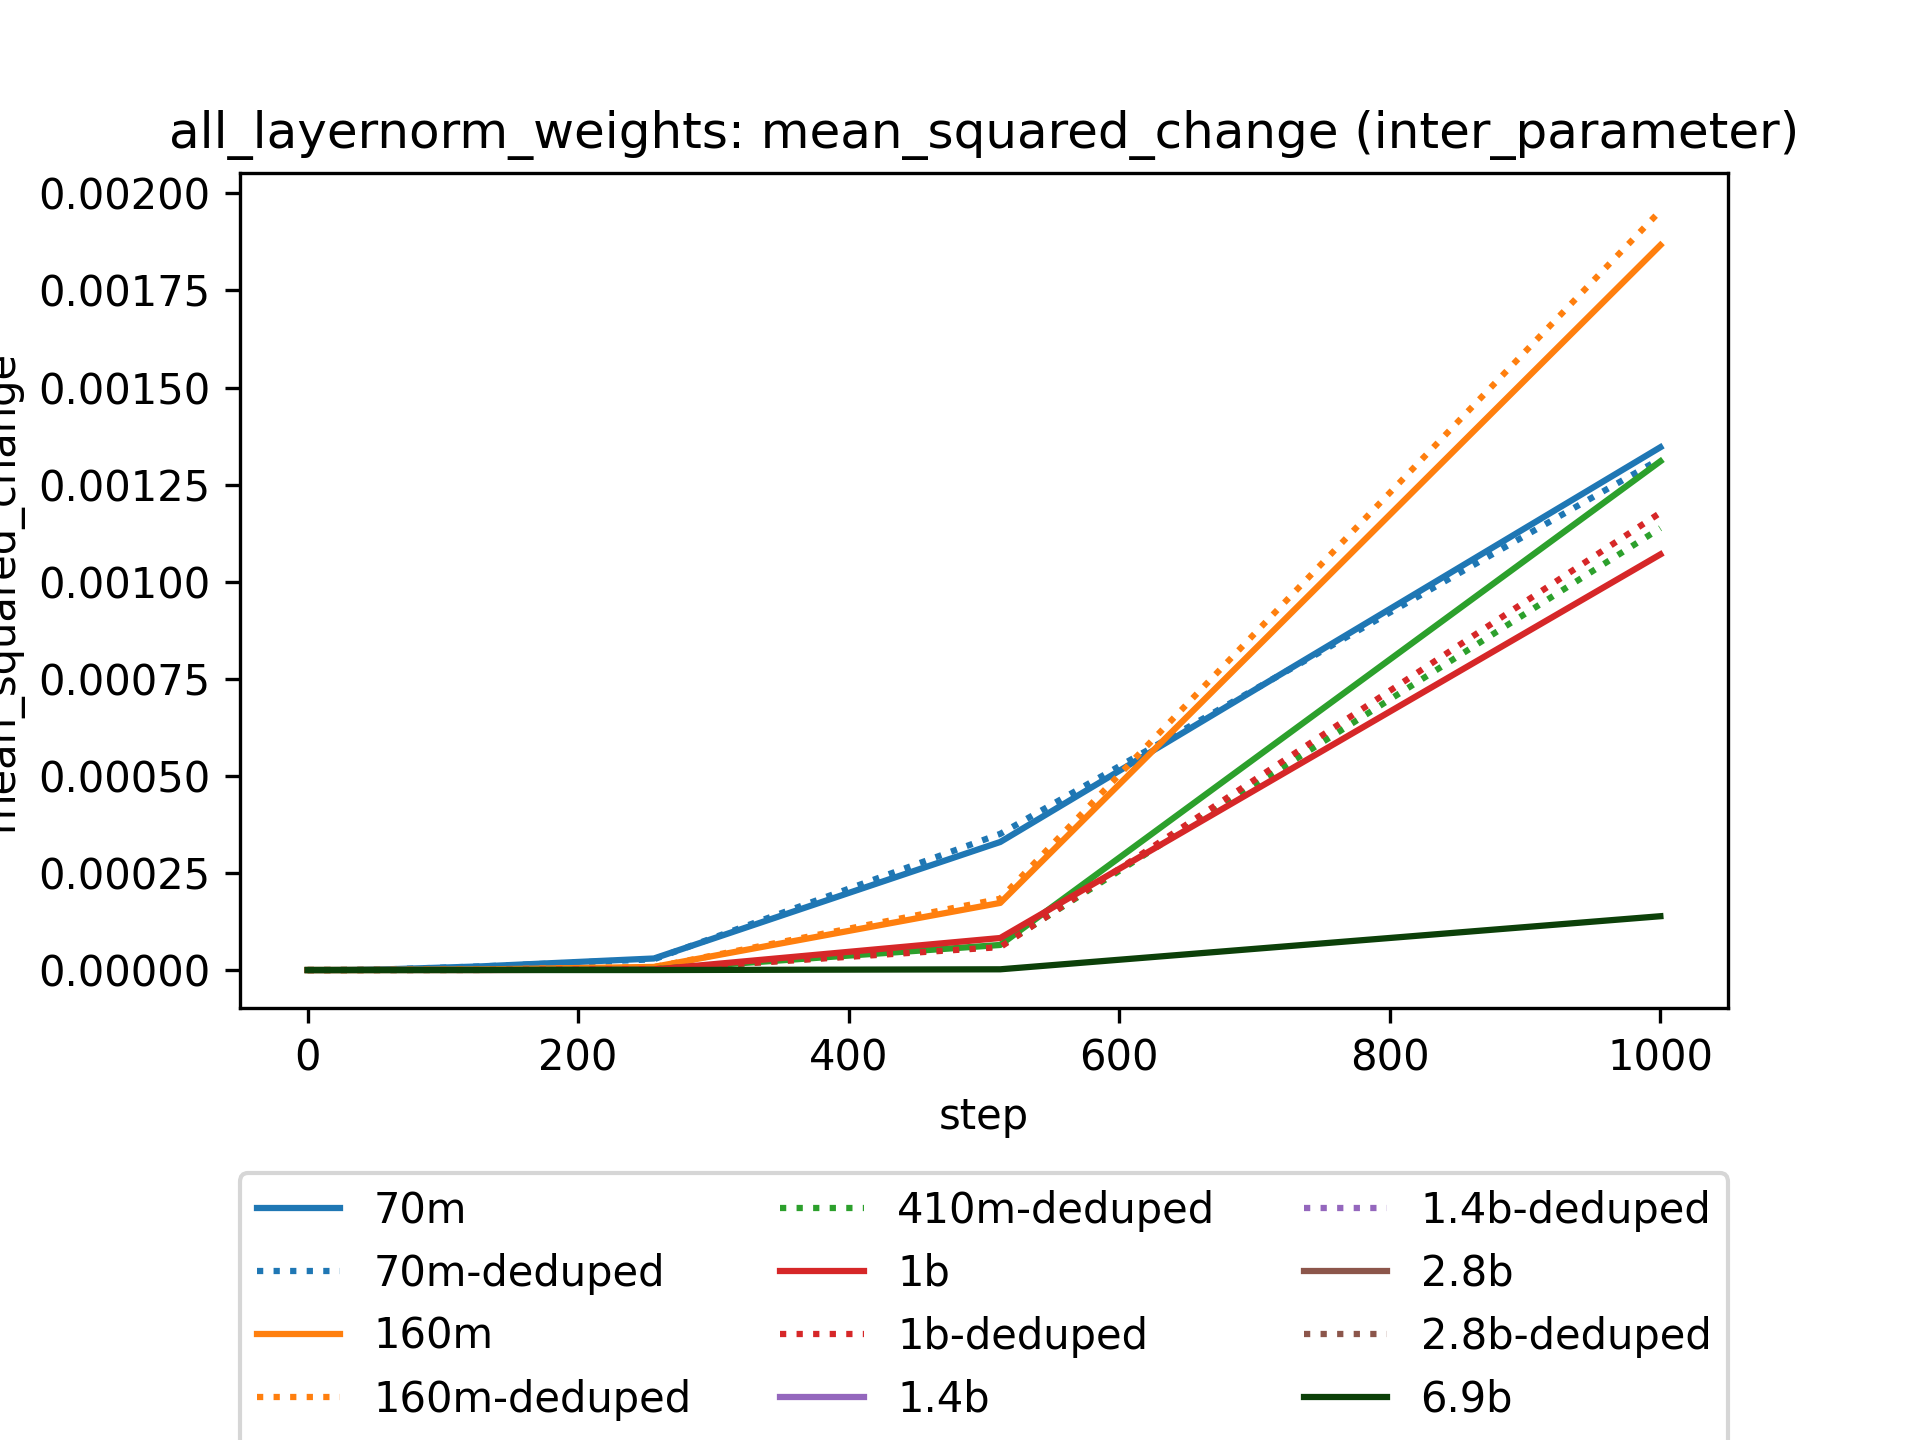 all_layernorm_weights: mean_squared_change (inter_parameter)
mean_squared_change
0.00200
0.00175
0.00150
0.00125
0.00100
0.00075
0.00050
0.00025
0.00000
0 200 400 600 800 1000
step
70m
70m-deduped
160m
160m-deduped
410m-deduped
1b
1b-deduped
1.4b
1.4b-deduped
2.8b
2.8b-deduped
6.9b